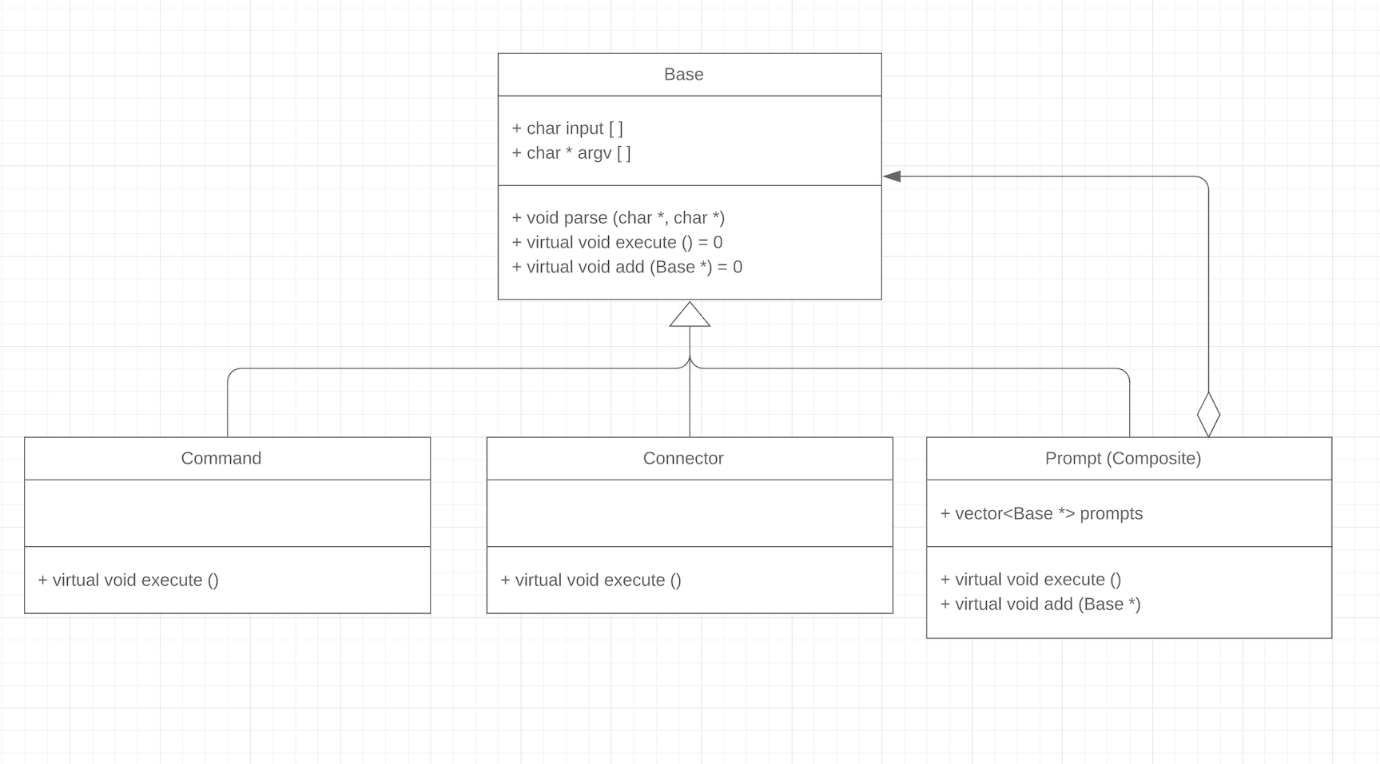 Base
+ char input [ ]
+ char * argv [ ]
+ void parse (char *, char *)
+ virtual void execute () = 0
+ virtual void add (Base *) = 0
Command
+ virtual void execute ()
Connector
+ virtual void execute ()
Prompt (Composite)
+ vector<Base *> prompts
+ virtual void execute ()
+ virtual void add (Base *)